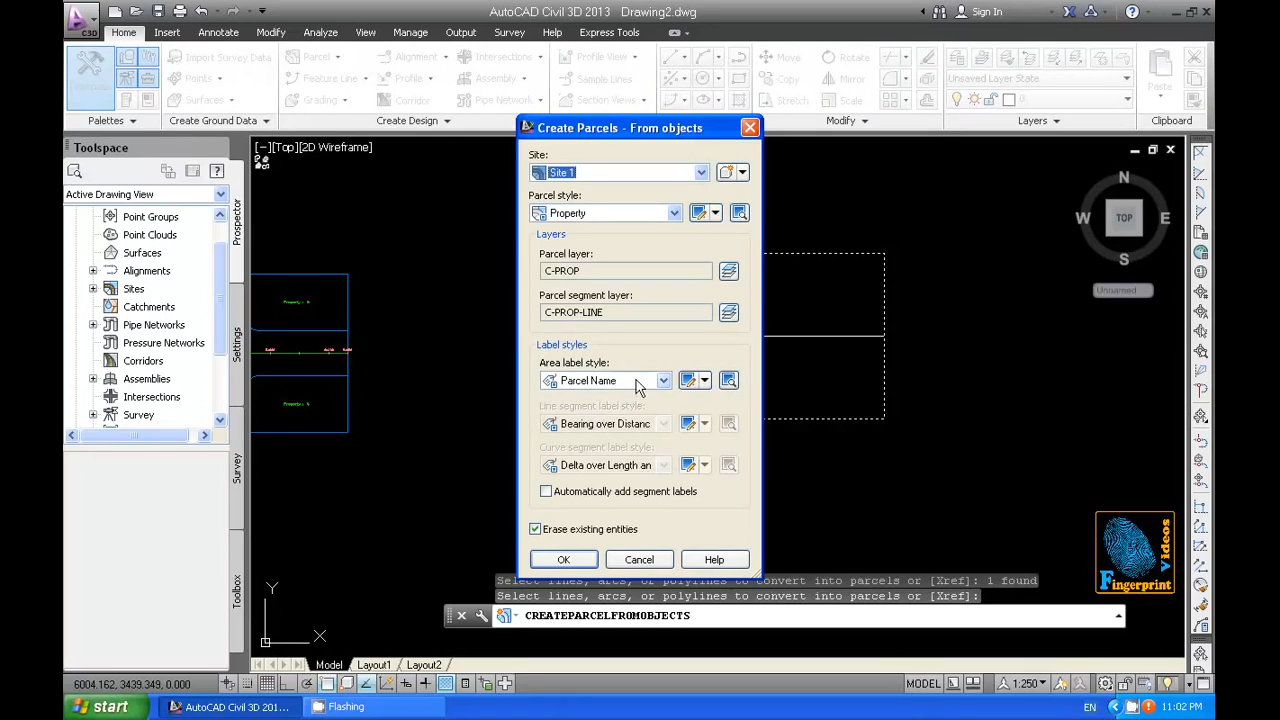 AutoCAD Civil 3D 2013 Drawing2.dwg
Sign In
C3D
Home Insert Annotate Modify Analyze View Manage Output Survey Help Express Tools
Import Survey Data
Points
Surfaces
Parcel
Feature Line
Grading
Alignment
Profile
Corridor
Intersections
Assembly
Pipe Network
Profile View
Sample Lines
Section Views
Move
Copy
Stretch
Rotate
Mirror
Scale
Unsaved Layer State
0
Paste
Palettes
Create Ground Data
Create Design
Modify
Layers
Clipboard
Toolspace
Active Drawing View
Point Groups
Point Clouds
Surfaces
Alignments
Sites
Catchments
Pipe Networks
Pressure Networks
Corridors
Assemblies
Intersections
Survey
Prospector
Settings
Survey
Toolbox
[−][Top][2D Wireframe]
N
W TOP E
S
Unnamed
Create Parcels - From objects
Site:
Site 1
Parcel style:
Property
Layers
Parcel layer:
C-PROP
Parcel segment layer:
C-PROP-LINE
Label styles
Area label style:
Parcel Name
Line segment label style:
Bearing over Distanc
Curve segment label style:
Delta over Length an
Automatically add segment labels
Erase existing entities
OK Cancel Help
Fingerprint
Videos
Y
X
Select lines, arcs, or polylines to convert into parcels or [Xref]: 1 found
Select lines, arcs, or polylines to convert into parcels or [Xref]:
CREATEPARCELFROMOBJECTS
Model Layout1 Layout2
6004.162, 3439.349, 0.000
MODEL
1:250
start
AutoCAD Civil 3D 201...
Flashing
EN
11:02 PM